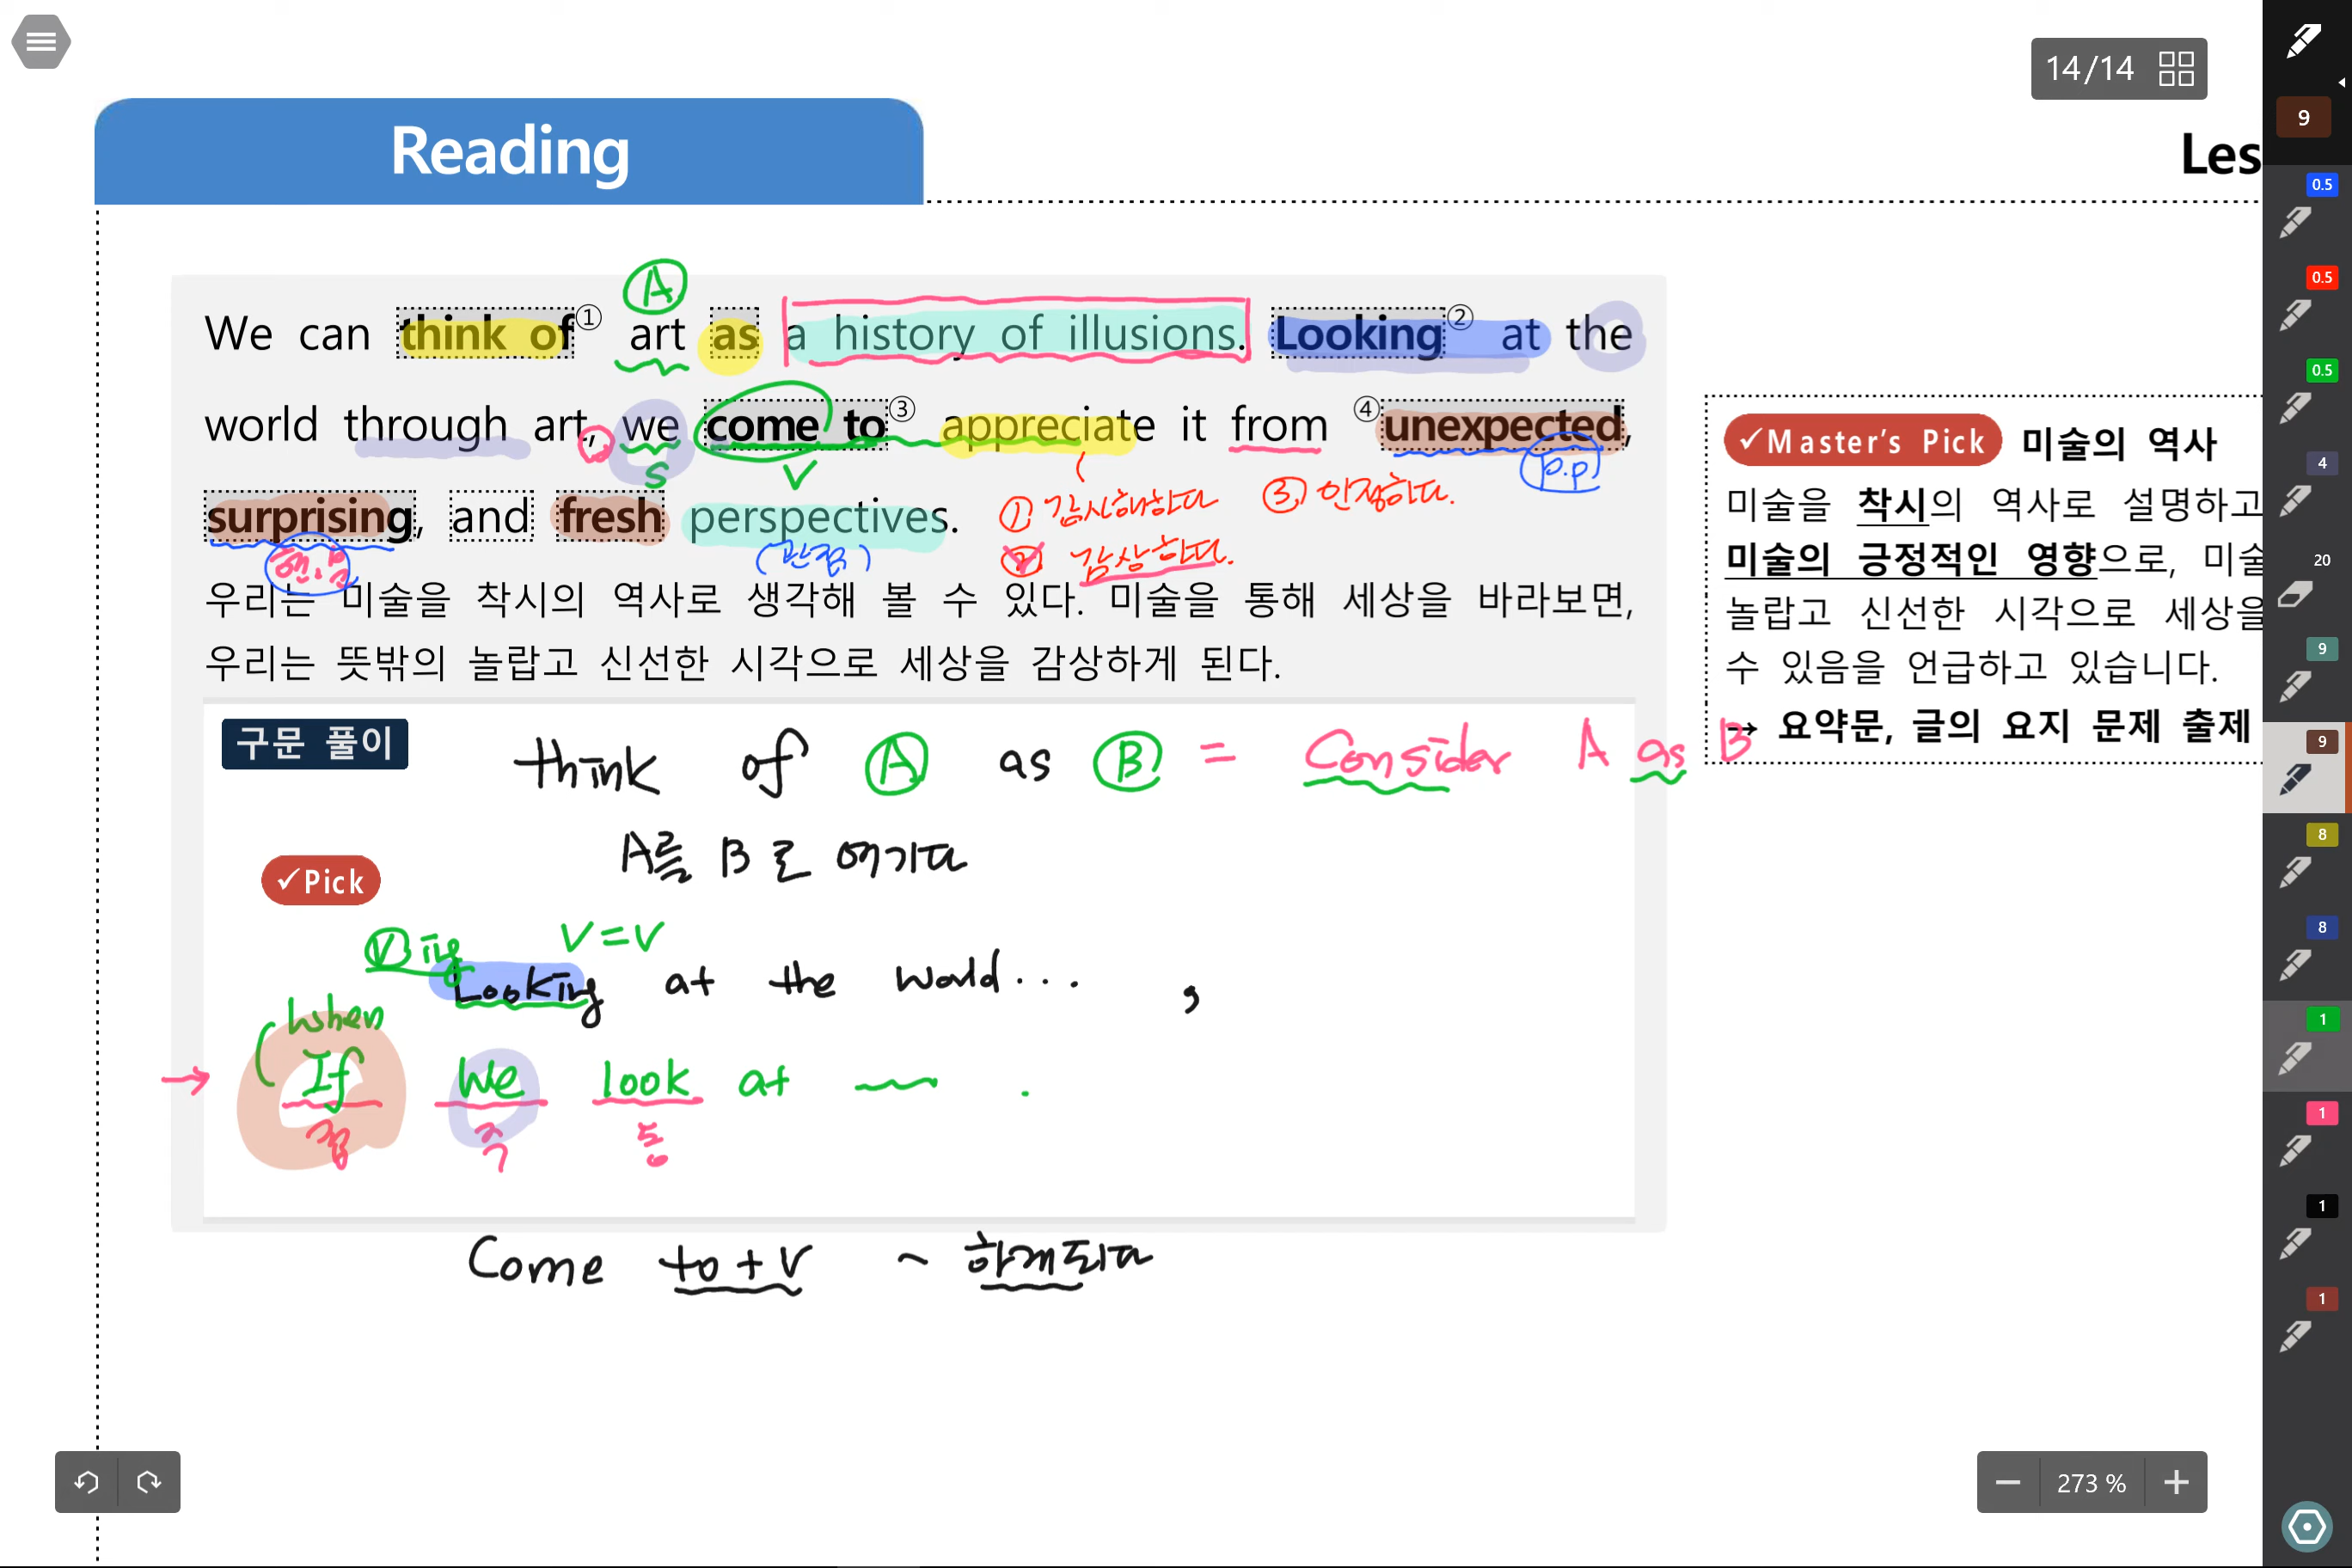 14/14
9
Reading
Les
0.5
0.5
0.5
4
20
9
9
8
8
1
1
1
1
A
We can think of① art as a history of illusions. Looking② at the
world through art, we come to③ appreciate it from ④unexpected,
S V p.p
surprising, and fresh perspectives.
① 감사해하다 ③ 인정하다.
② 감상하다.
현.분
(관점)
우리는 미술을 착시의 역사로 생각해 볼 수 있다. 미술을 통해 세상을 바라보면,
우리는 뜻밖의 놀랍고 신선한 시각으로 세상을 감상하게 된다.
✓Master's Pick 미술의 역사
미술을 착시의 역사로 설명하고
미술의 긍정적인 영향으로, 미술
놀랍고 신선한 시각으로 세상을
수 있음을 언급하고 있습니다.
→ 요약문, 글의 요지 문제 출제
구문 풀이
think of A as B = Consider A as B
A를 B로 여기다
✓Pick
Ving V=V
Looking at the world... ,
When
→ If We look at .
주 동
Come to+V ~ 하게되다
273 %